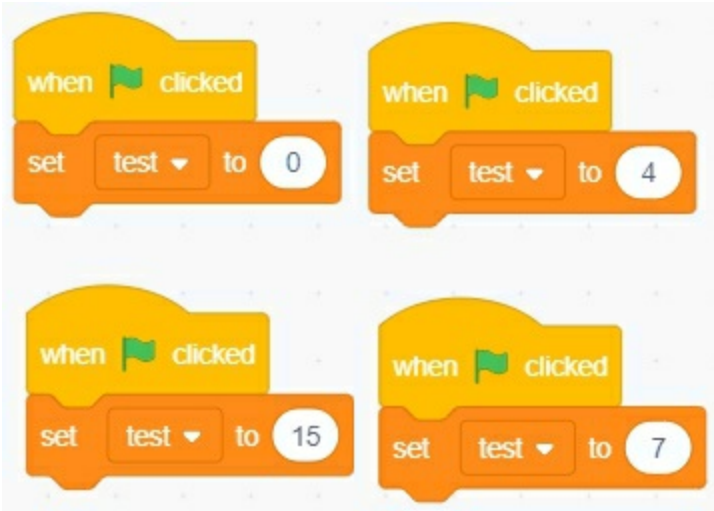 when clicked
set test to 0
when clicked
set test to 4
when clicked
set test to 15
when clicked
set test to 7